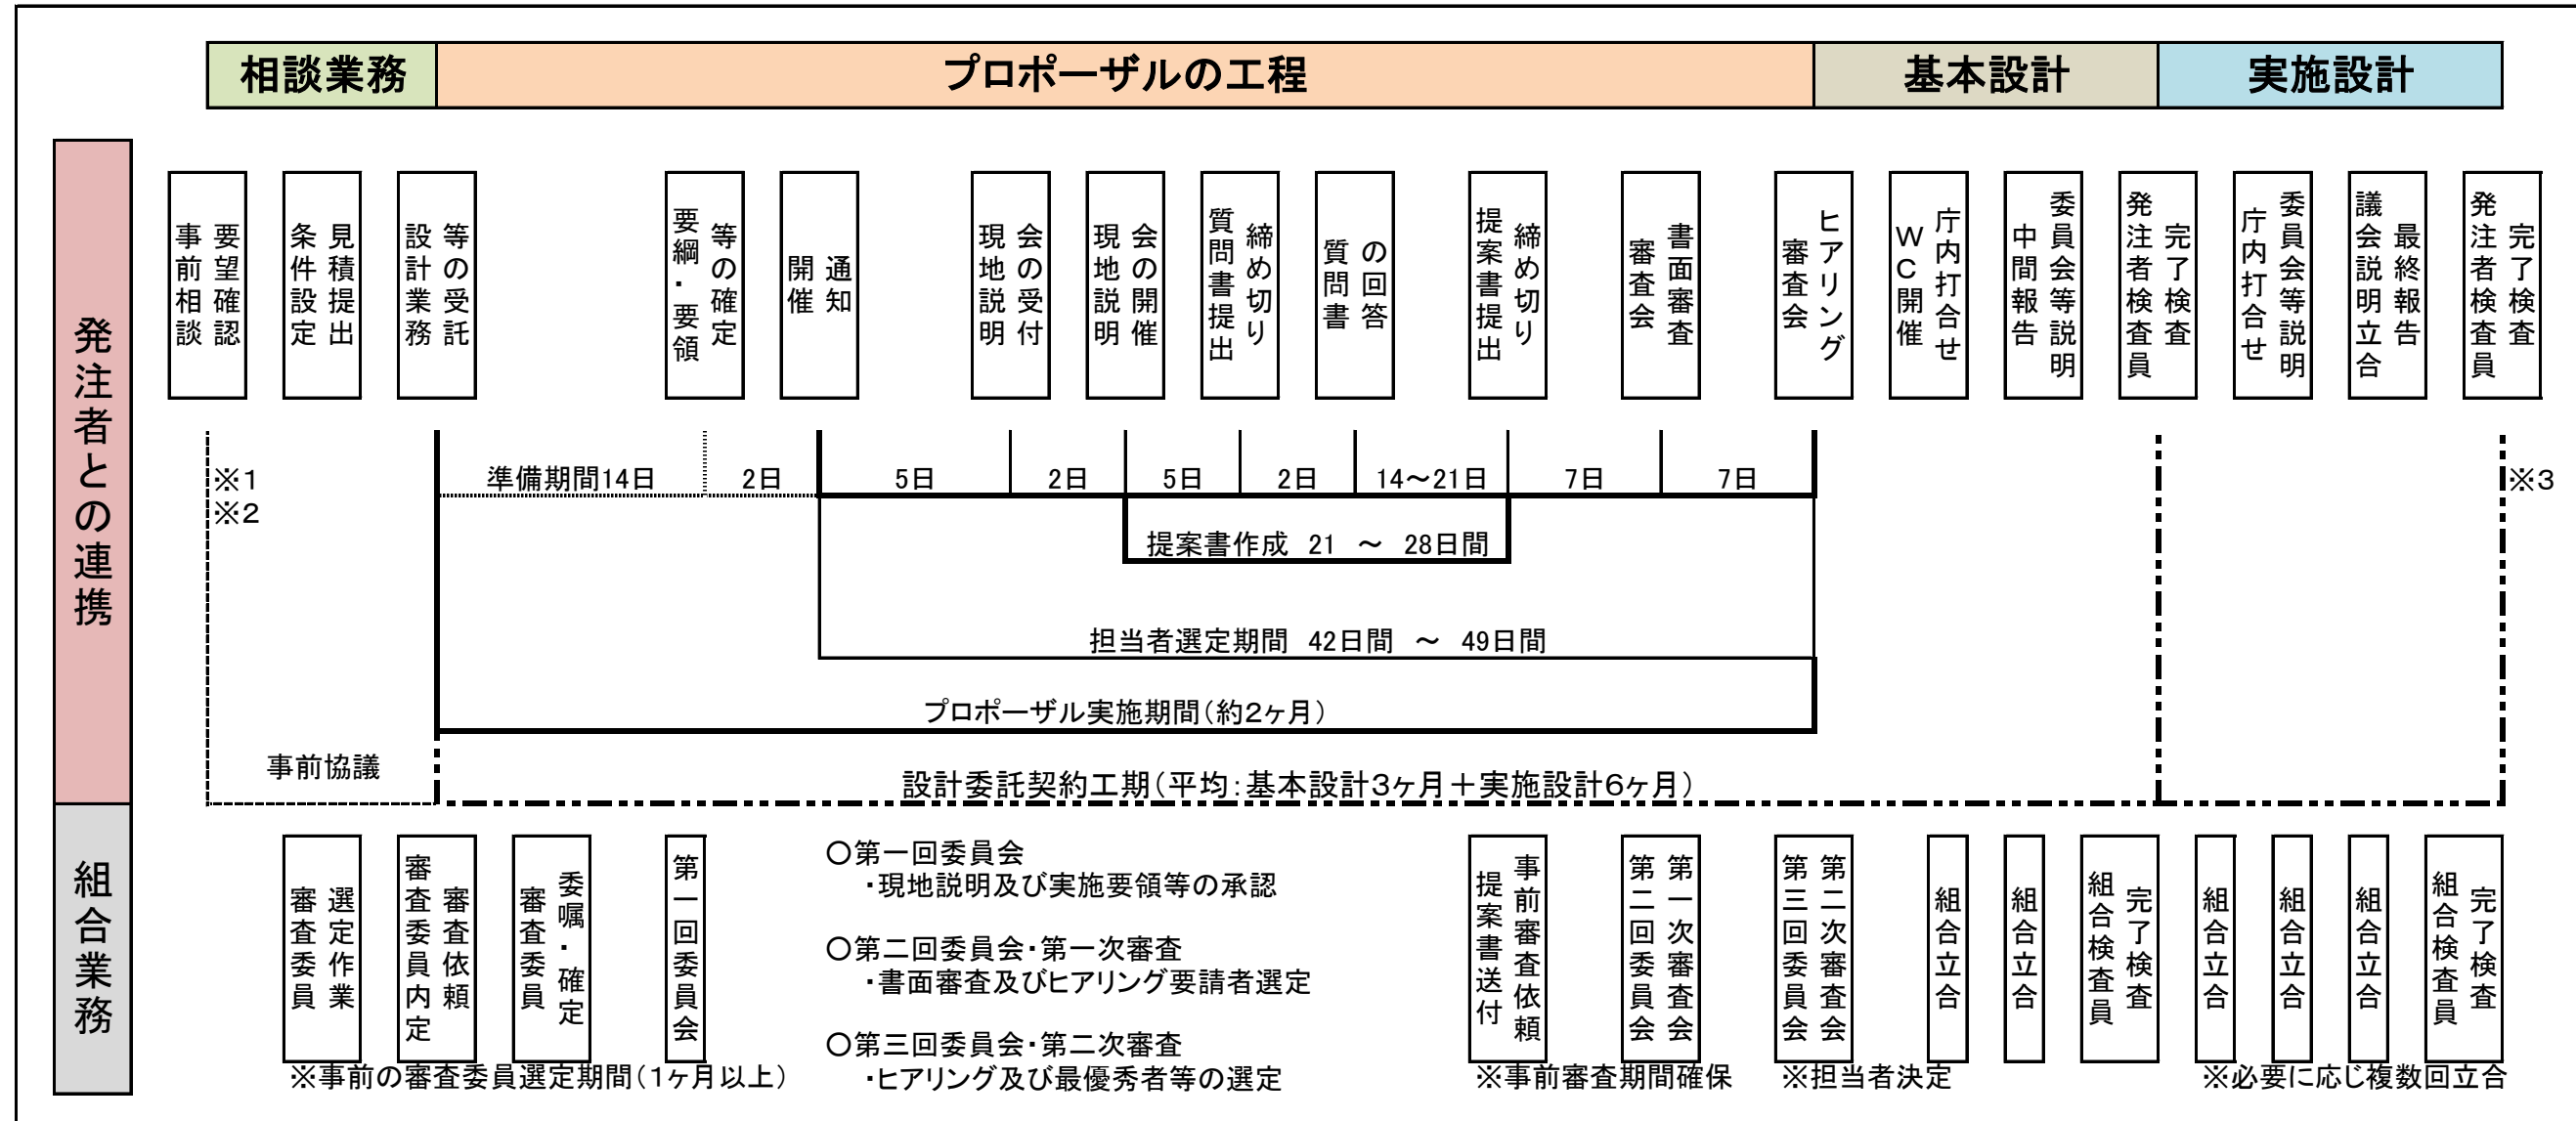 相談業務
プロポーザルの工程
基本設計
実施設計
発注者との連携
事前相談
要望確認
条件設定
見積提出
設計業務
等の受託
要綱・要領
等の確定
開催
通知
現地説明
会の受付
現地説明
会の開催
質問書提出
締め切り
質問書
の回答
提案書提出
締め切り
審査会
書面審査
審査会
ヒアリング
WC開催
庁内打合せ
中間報告
委員会等説明
発注者検査員
完了検査
庁内打合せ
委員会等説明
議会説明立合
最終報告
発注者検査員
完了検査
※1
※2
準備期間14日
2日
5日
2日
5日
2日
14～21日
7日
7日
※3
提案書作成 21 ～ 28日間
担当者選定期間 42日間 ～ 49日間
プロポーザル実施期間(約2ヶ月)
事前協議
設計委託契約工期(平均:基本設計3ヶ月+実施設計6ヶ月)
組合業務
審査委員
選定作業
審査委員内定
審査依頼
審査委員
委嘱・確定
第一回委員会
○第一回委員会
・現地説明及び実施要領等の承認
○第二回委員会・第一次審査
・書面審査及びヒアリング要請者選定
○第三回委員会・第二次審査
・ヒアリング及び最優秀者等の選定
提案書送付
事前審査依頼
第二回委員会
第一次審査会
第三回委員会
第二次審査会
組合立合
組合立合
組合検査員
完了検査
組合立合
組合立合
組合立合
組合検査員
完了検査
※事前の審査委員選定期間(1ヶ月以上)
※事前審査期間確保
※担当者決定
※必要に応じ複数回立合